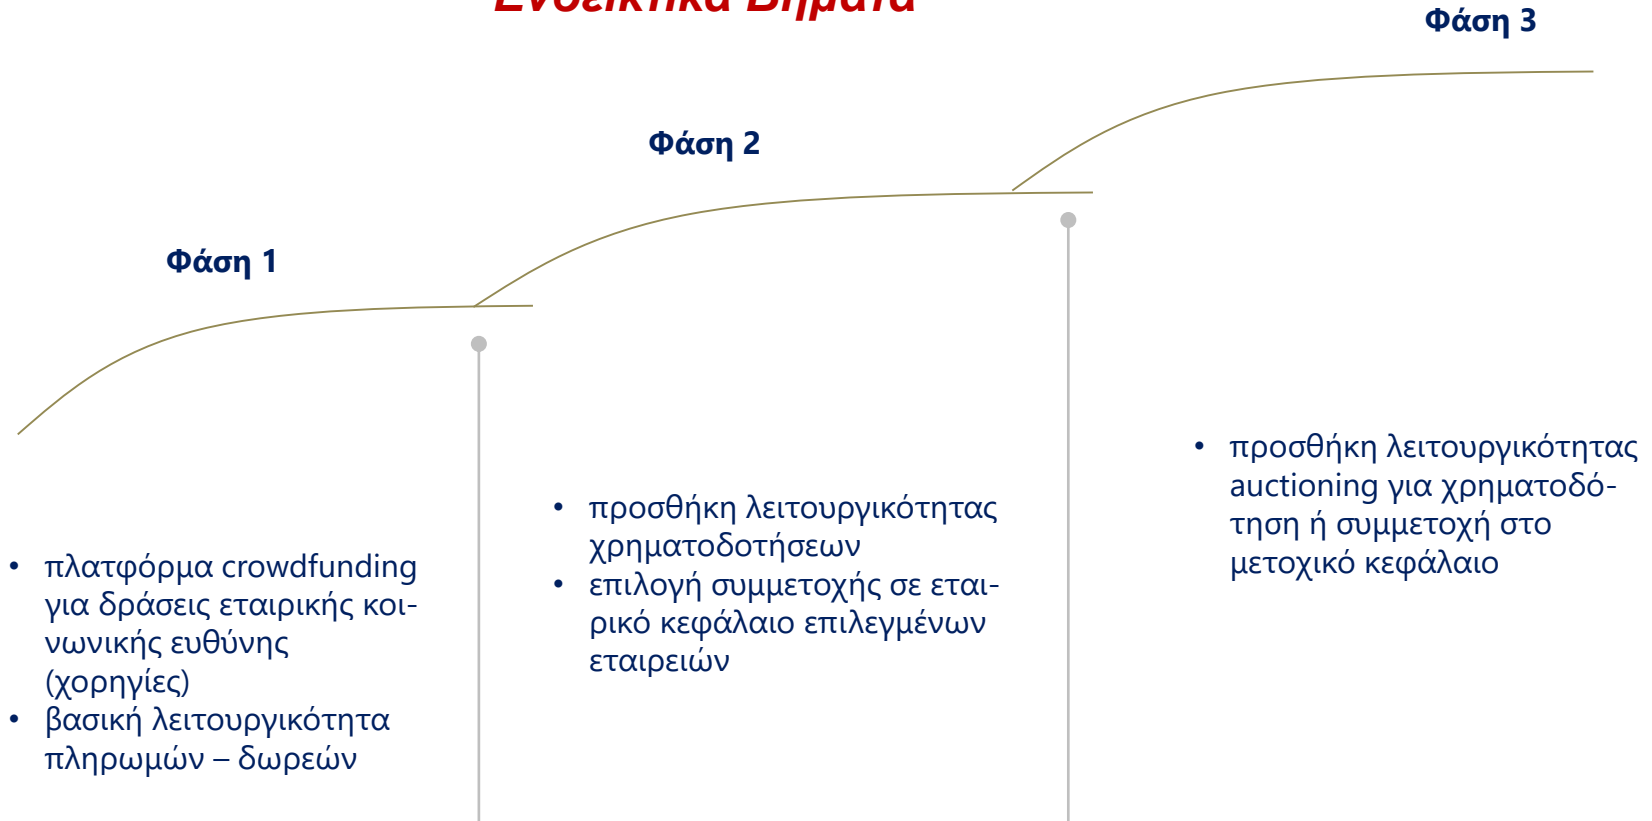 Ενδεικτικά Βήματα
Φάση 1
πλατφόρμα crowdfunding
για δράσεις εταιρικής κοι-
νωνικής ευθύνης
(χορηγίες)
βασική λειτουργικότητα
πληρωμών – δωρεών
Φάση 2
προσθήκη λειτουργικότητας
χρηματοδοτήσεων
επιλογή συμμετοχής σε εται-
ρικό κεφάλαιο επιλεγμένων
εταιρειών
Φάση 3
προσθήκη λειτουργικότητας
auctioning για χρηματοδό-
τηση ή συμμετοχή στο
μετοχικό κεφάλαιο